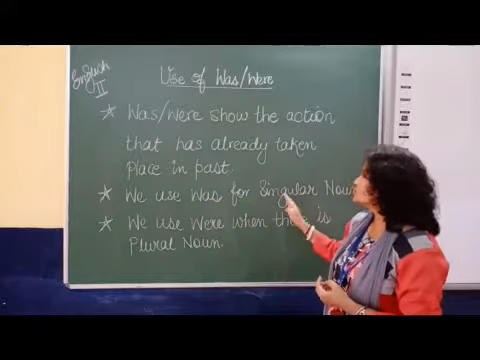 English
II
Use of Was/Were
Was/Were show the action
that has already taken
place in past.
We use Was for Singular Noun
We use Were when there is
Plural Noun.